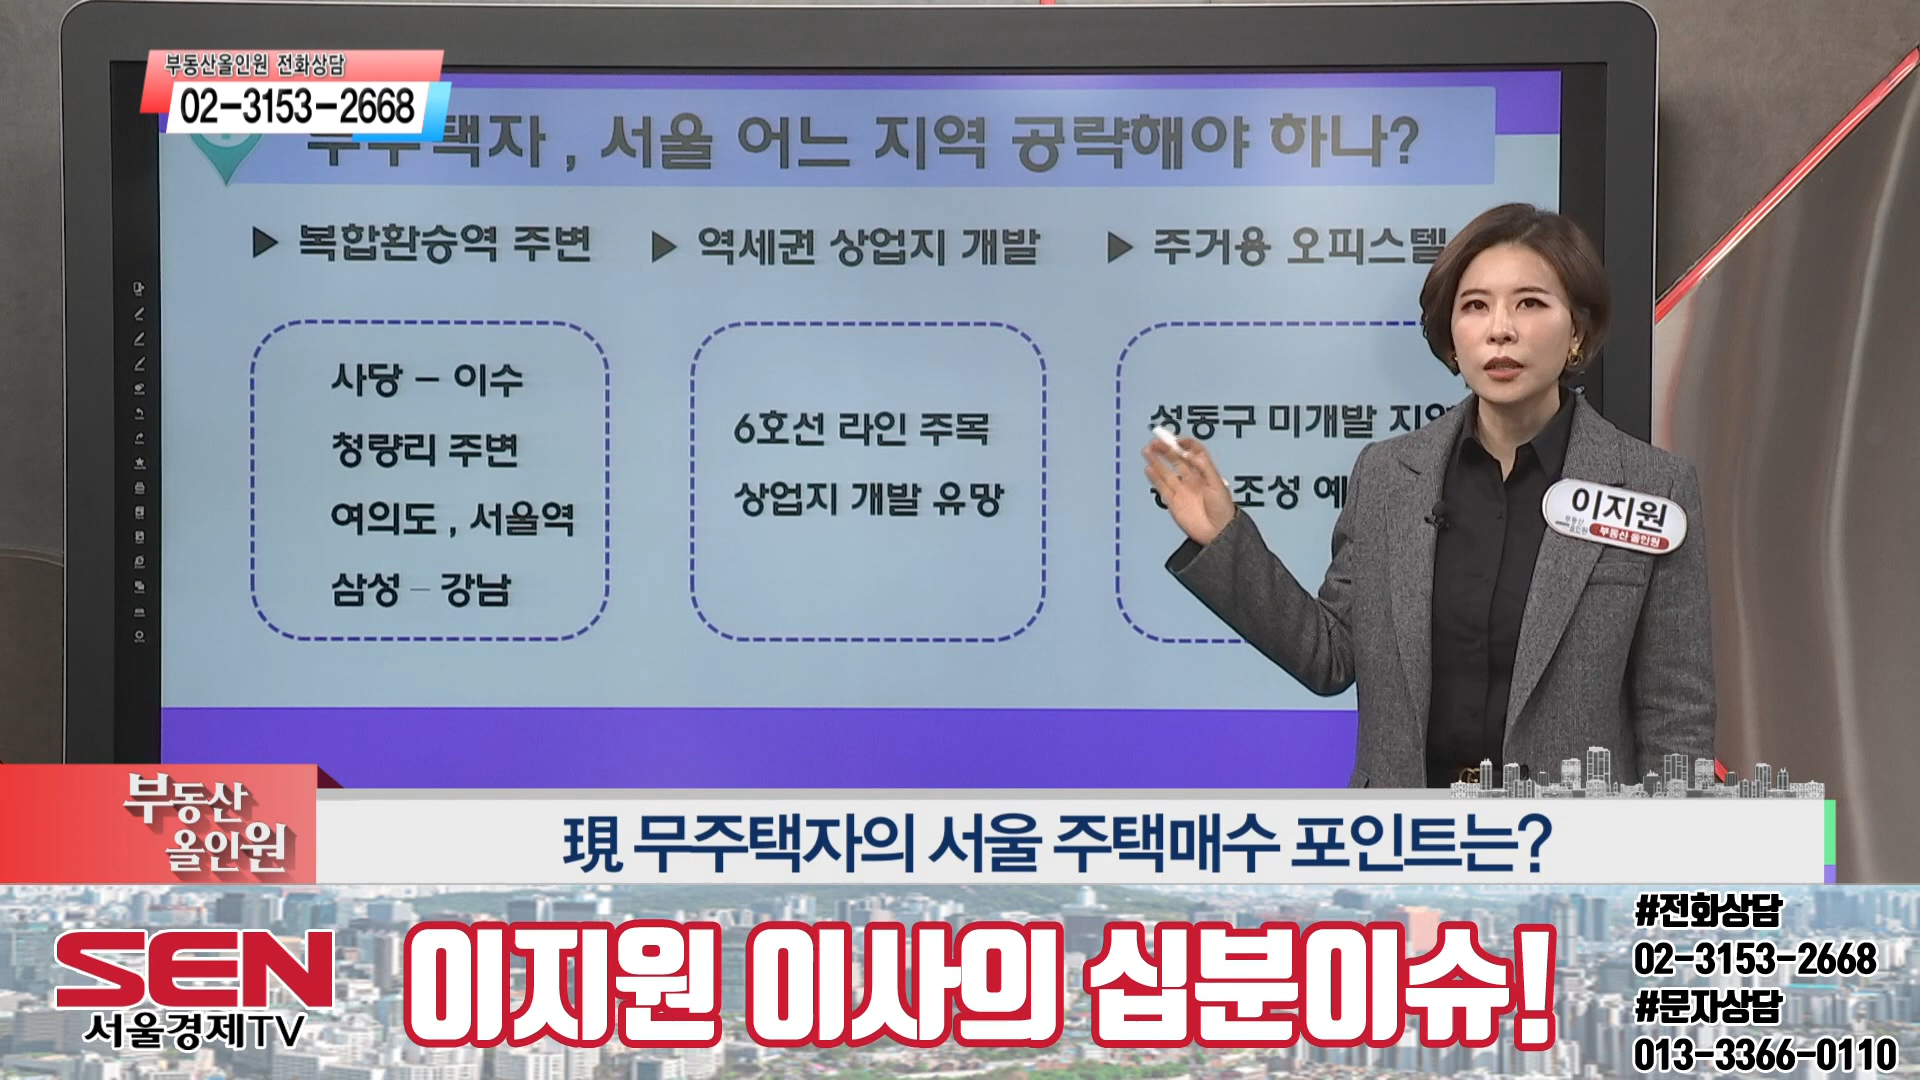 부동산올인원 전화상담
02-3153-2668
, 서울 어느 지역 공략해야 하나?
▶ 복합환승역 주변
사당 – 이수
청량리 주변
여의도 , 서울역
삼성 – 강남
▶ 역세권 상업지 개발
6호선 라인 주목
상업지 개발 유망
▶ 주거용 오피스텔
성동구 미개발
조성
이지원
부동산 올인원
부동산
올인원
現 무주택자의 서울 주택매수 포인트는?
SEN
서울경제TV
이지원 이사의 십분이슈!
#전화상담
02-3153-2668
#문자상담
013-3366-0110